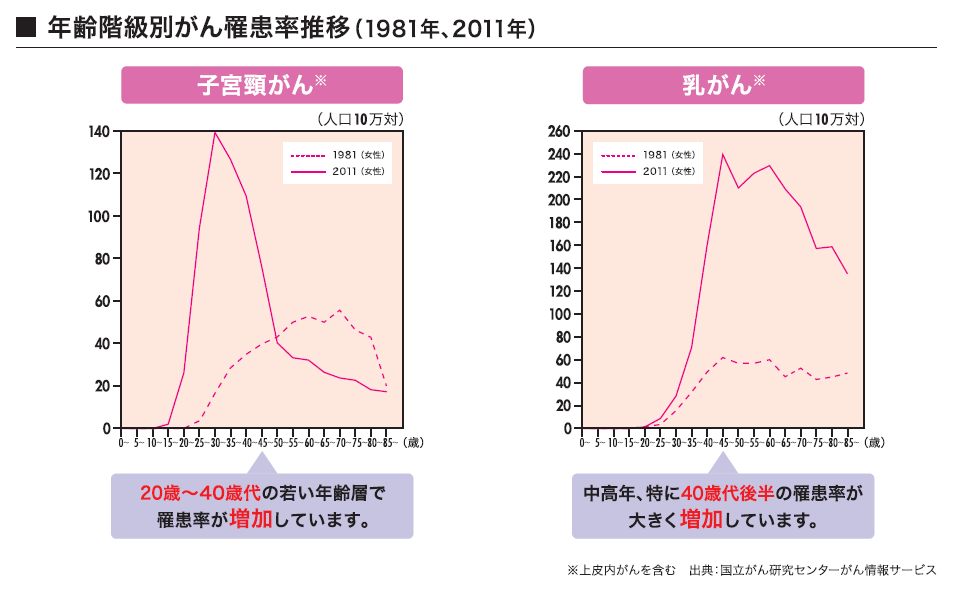 ■ 年齢階級別がん罹患率推移（1981年、2011年）
子宮頸がん※
（人口10万対）
140
120
100
80
60
40
20
0
1981（女性）
2011（女性）
0~ 5~ 10~ 15~ 20~ 25~ 30~ 35~ 40~ 45~ 50~ 55~ 60~ 65~ 70~ 75~ 80~ 85~（歳）
20歳～40歳代の若い年齢層で
罹患率が増加しています。
乳がん※
（人口10万対）
260
240
220
200
180
160
140
120
100
80
60
40
20
0
1981（女性）
2011（女性）
0~ 5~ 10~ 15~ 20~ 25~ 30~ 35~ 40~ 45~ 50~ 55~ 60~ 65~ 70~ 75~ 80~ 85~（歳）
中高年、特に40歳代後半の罹患率が
大きく増加しています。
※上皮内がんを含む　出典：国立がん研究センターがん情報サービス